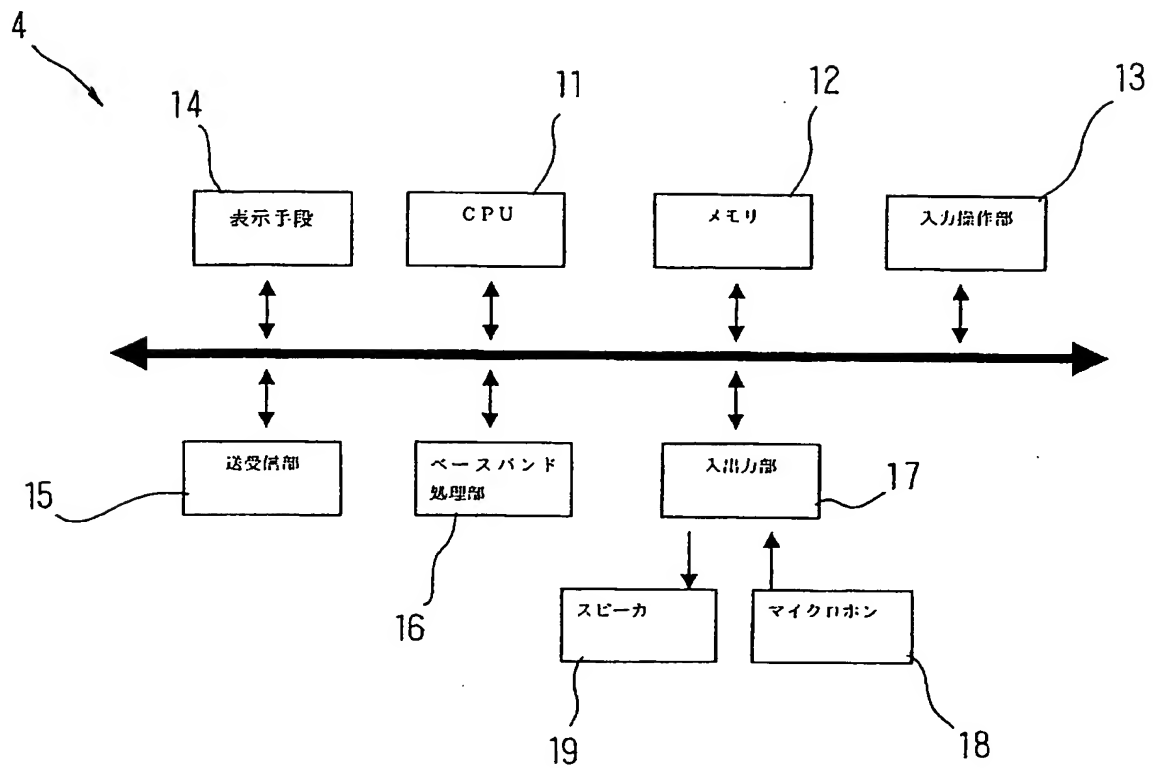 4
14
11
12
13
表示手段
CPU
メモリ
入力操作部
送受信部
ベースバンド
処理部
入出力部
15
16
17
スピーカ
マイクロホン
19
18